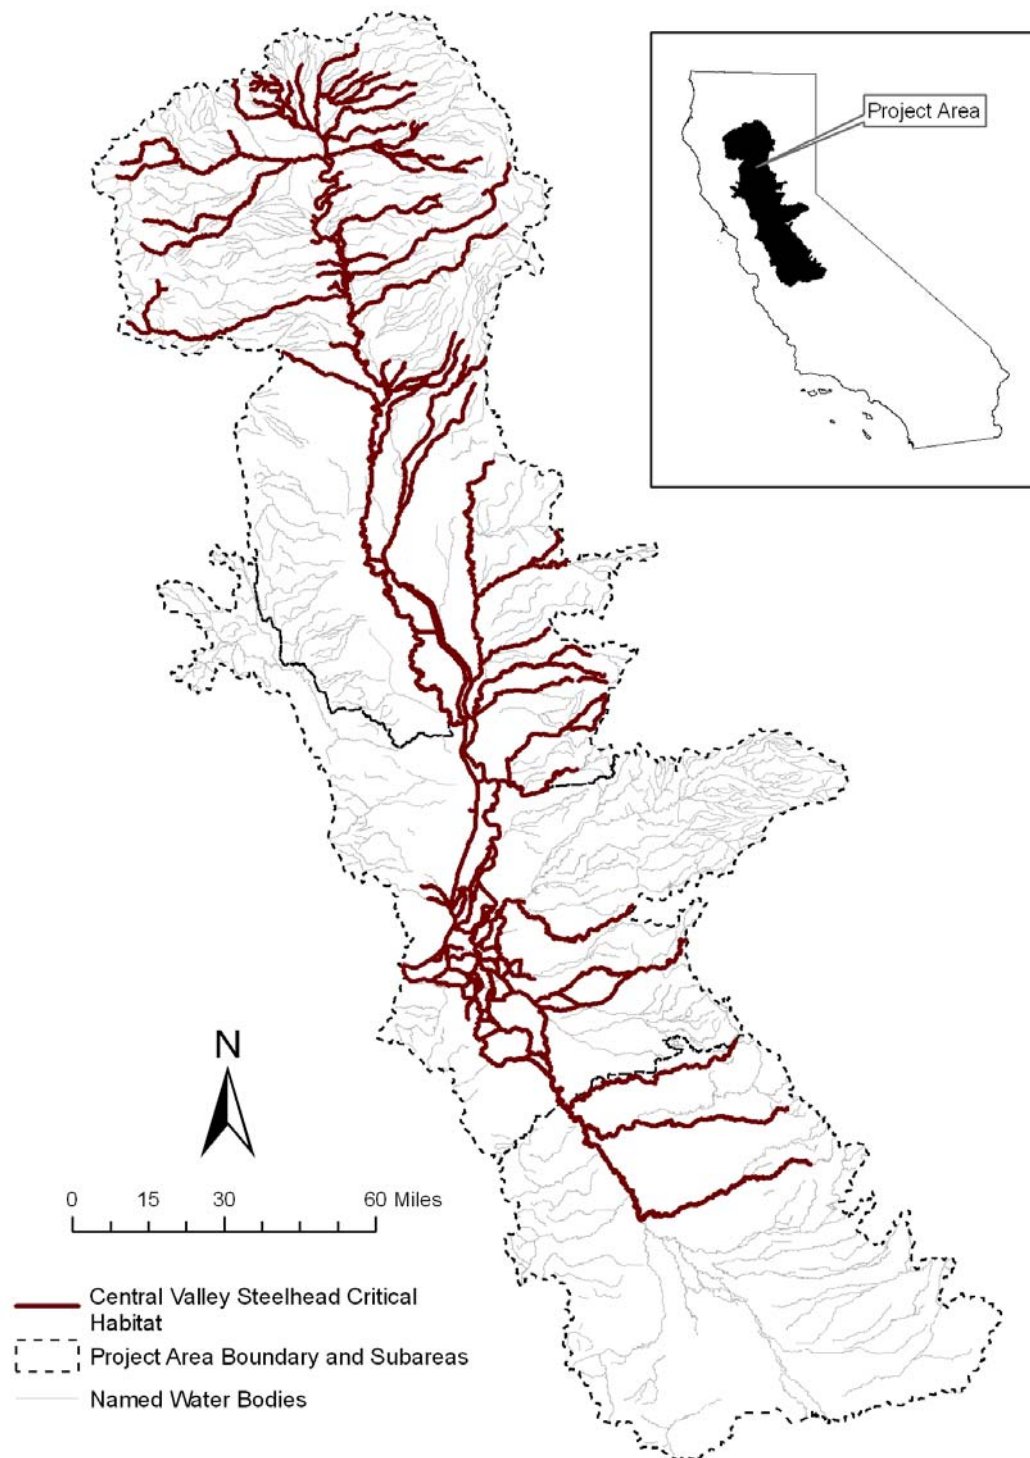 Project Area
N
0 15 30 60 Miles
Central Valley Steelhead Critical
Habitat
Project Area Boundary and Subareas
Named Water Bodies